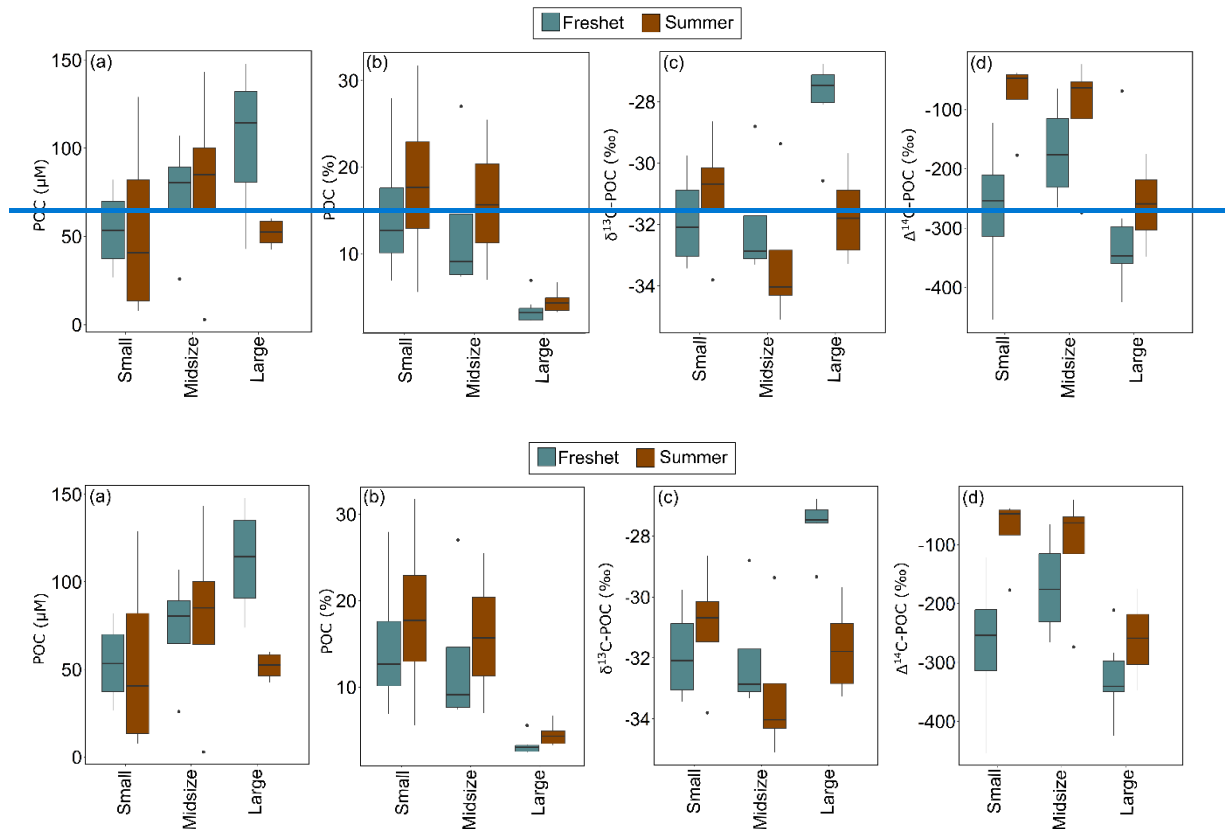 Freshet Summer
(a) (b) (c) (d)
150
100
50
0
POC (µM)
30
20
10
POC (%)
-28
-30
-32
-34
δ¹³C-POC (‰)
-100
-200
-300
-400
Δ¹⁴C-POC (‰)
Small Midsize Large
Small Midsize Large
Small Midsize Large
Small Midsize Large
Freshet Summer
(a) (b) (c) (d)
150
100
50
0
POC (µM)
30
20
10
POC (%)
-28
-30
-32
-34
δ¹³C-POC (‰)
-100
-200
-300
-400
Δ¹⁴C-POC (‰)
Small Midsize Large
Small Midsize Large
Small Midsize Large
Small Midsize Large